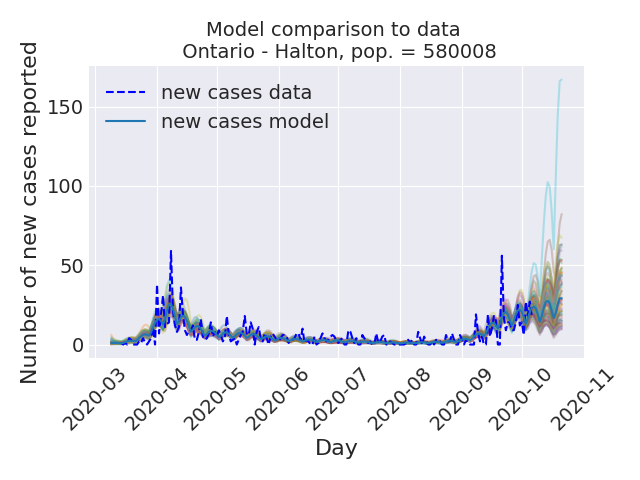 Model comparison to data
Ontario - Halton, pop. = 580008
Number of new cases reported
150
100
50
0
new cases data
new cases model
2020-03
2020-04
2020-05
2020-06
2020-07
2020-08
2020-09
2020-10
2020-11
Day